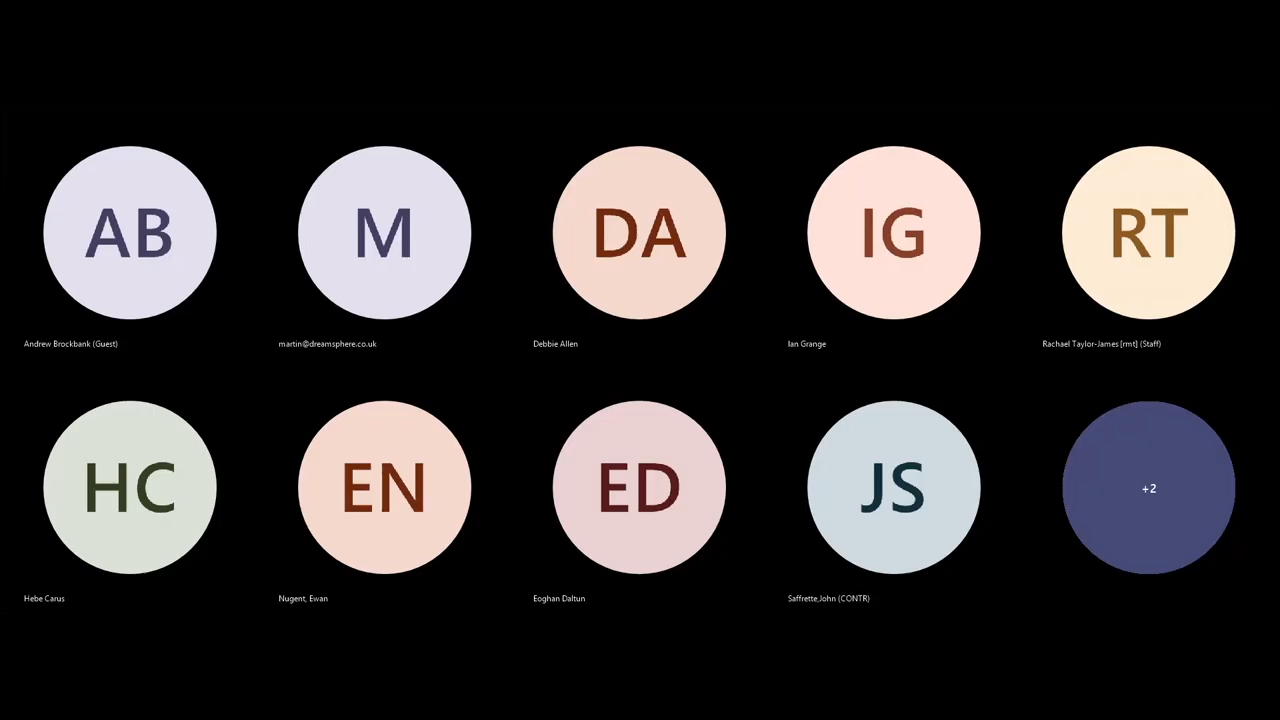 AB
M
DA
IG
RT
Andrew Brockbank (Guest)
martin@dreamsphere.co.uk
Debbie Allen
Ian Grange
Rachael Taylor-James [rmt] (Staff)
HC
EN
ED
JS
+2
Hebe Carus
Nugent, Ewan
Eoghan Daltun
Saffrette,John (CONTR)